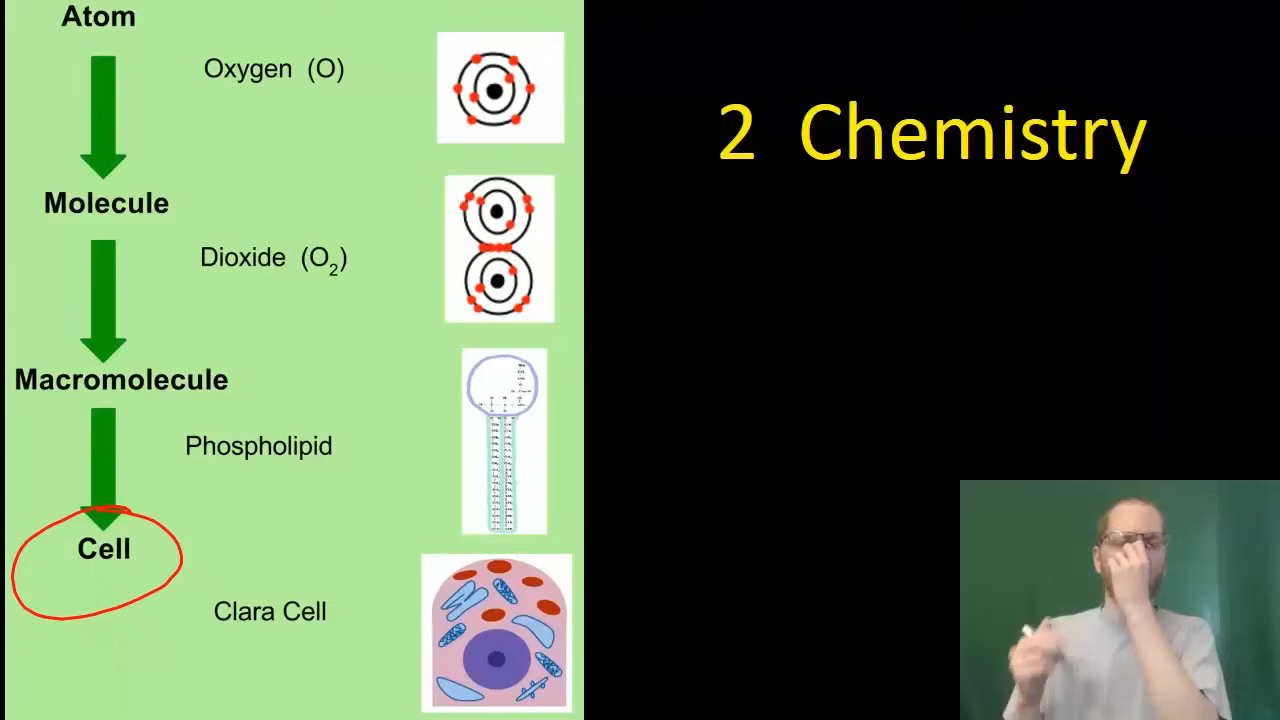 Atom
Oxygen (O)
2 Chemistry
Molecule
Dioxide (O₂)
Macromolecule
Phospholipid
Cell
Clara Cell